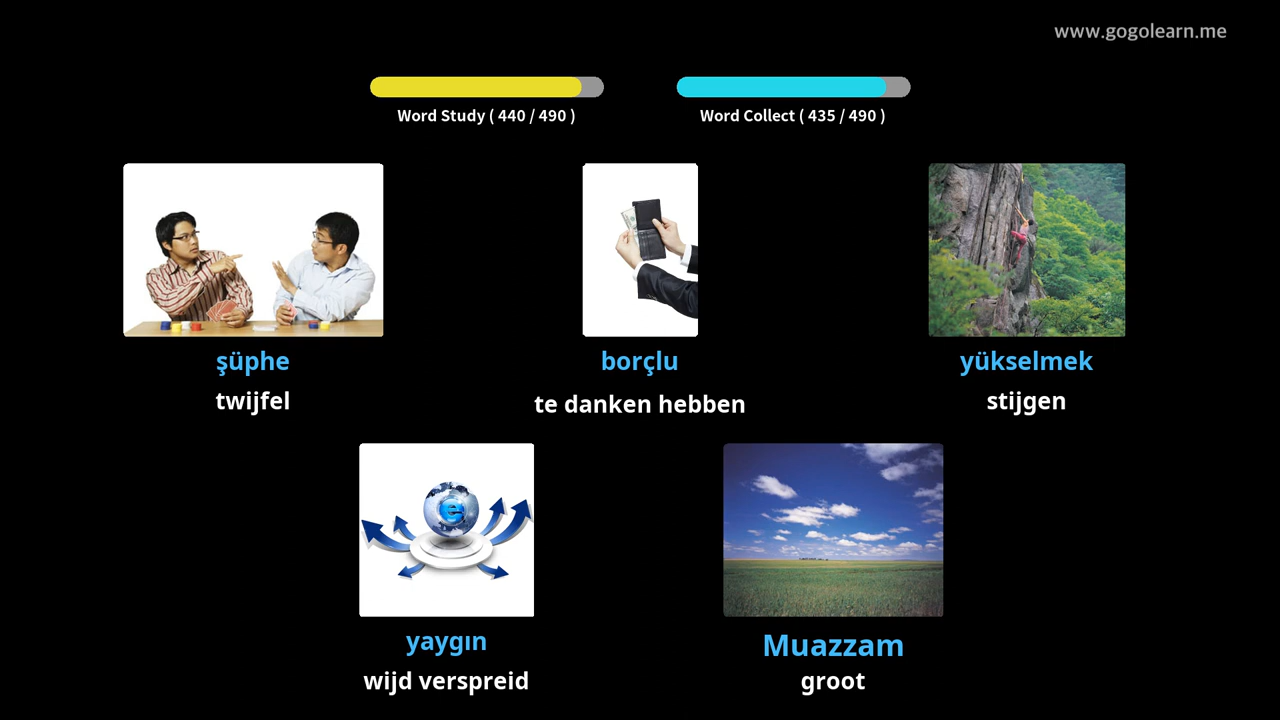 www.gogolearn.me
Word Study ( 440 / 490 )
Word Collect ( 435 / 490 )
şüphe
twijfel
borçlu
te danken hebben
yükselmek
stijgen
e
yaygın
wijd verspreid
Muazzam
groot